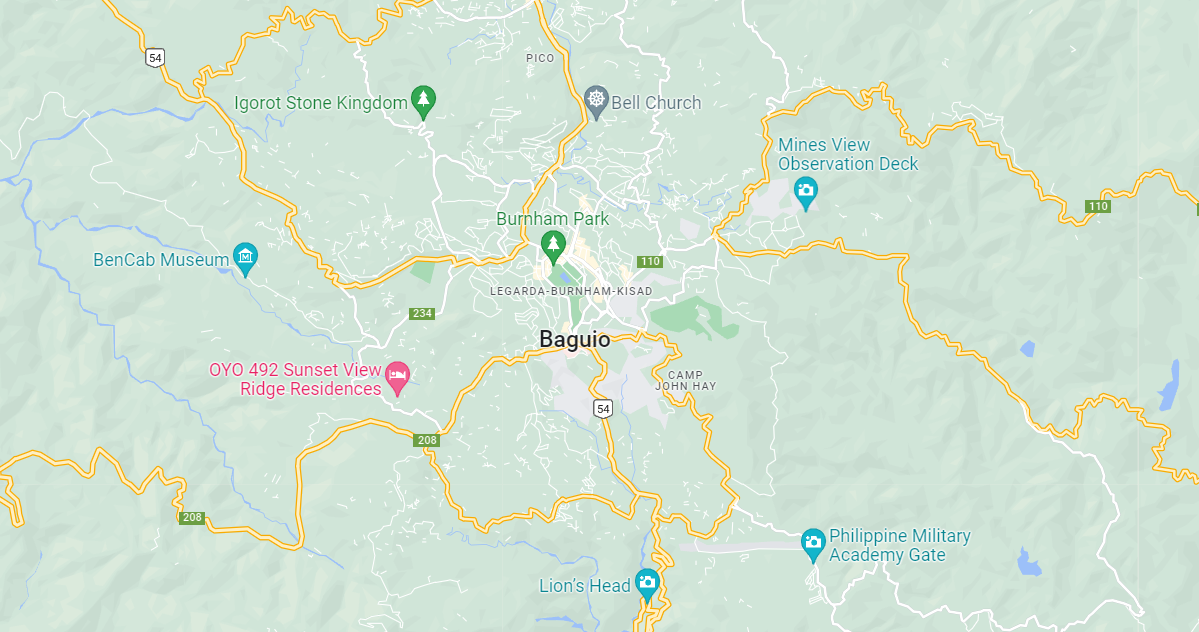 54
PICO
Igorot Stone Kingdom
Bell Church
Mines View
Observation Deck
110
Burnham Park
BenCab Museum
110
LEGARDA-BURNHAM-KISAD
234
Baguio
OYO 492 Sunset View
Ridge Residences
CAMP
JOHN HAY
54
208
208
Philippine Military
Academy Gate
Lion's Head